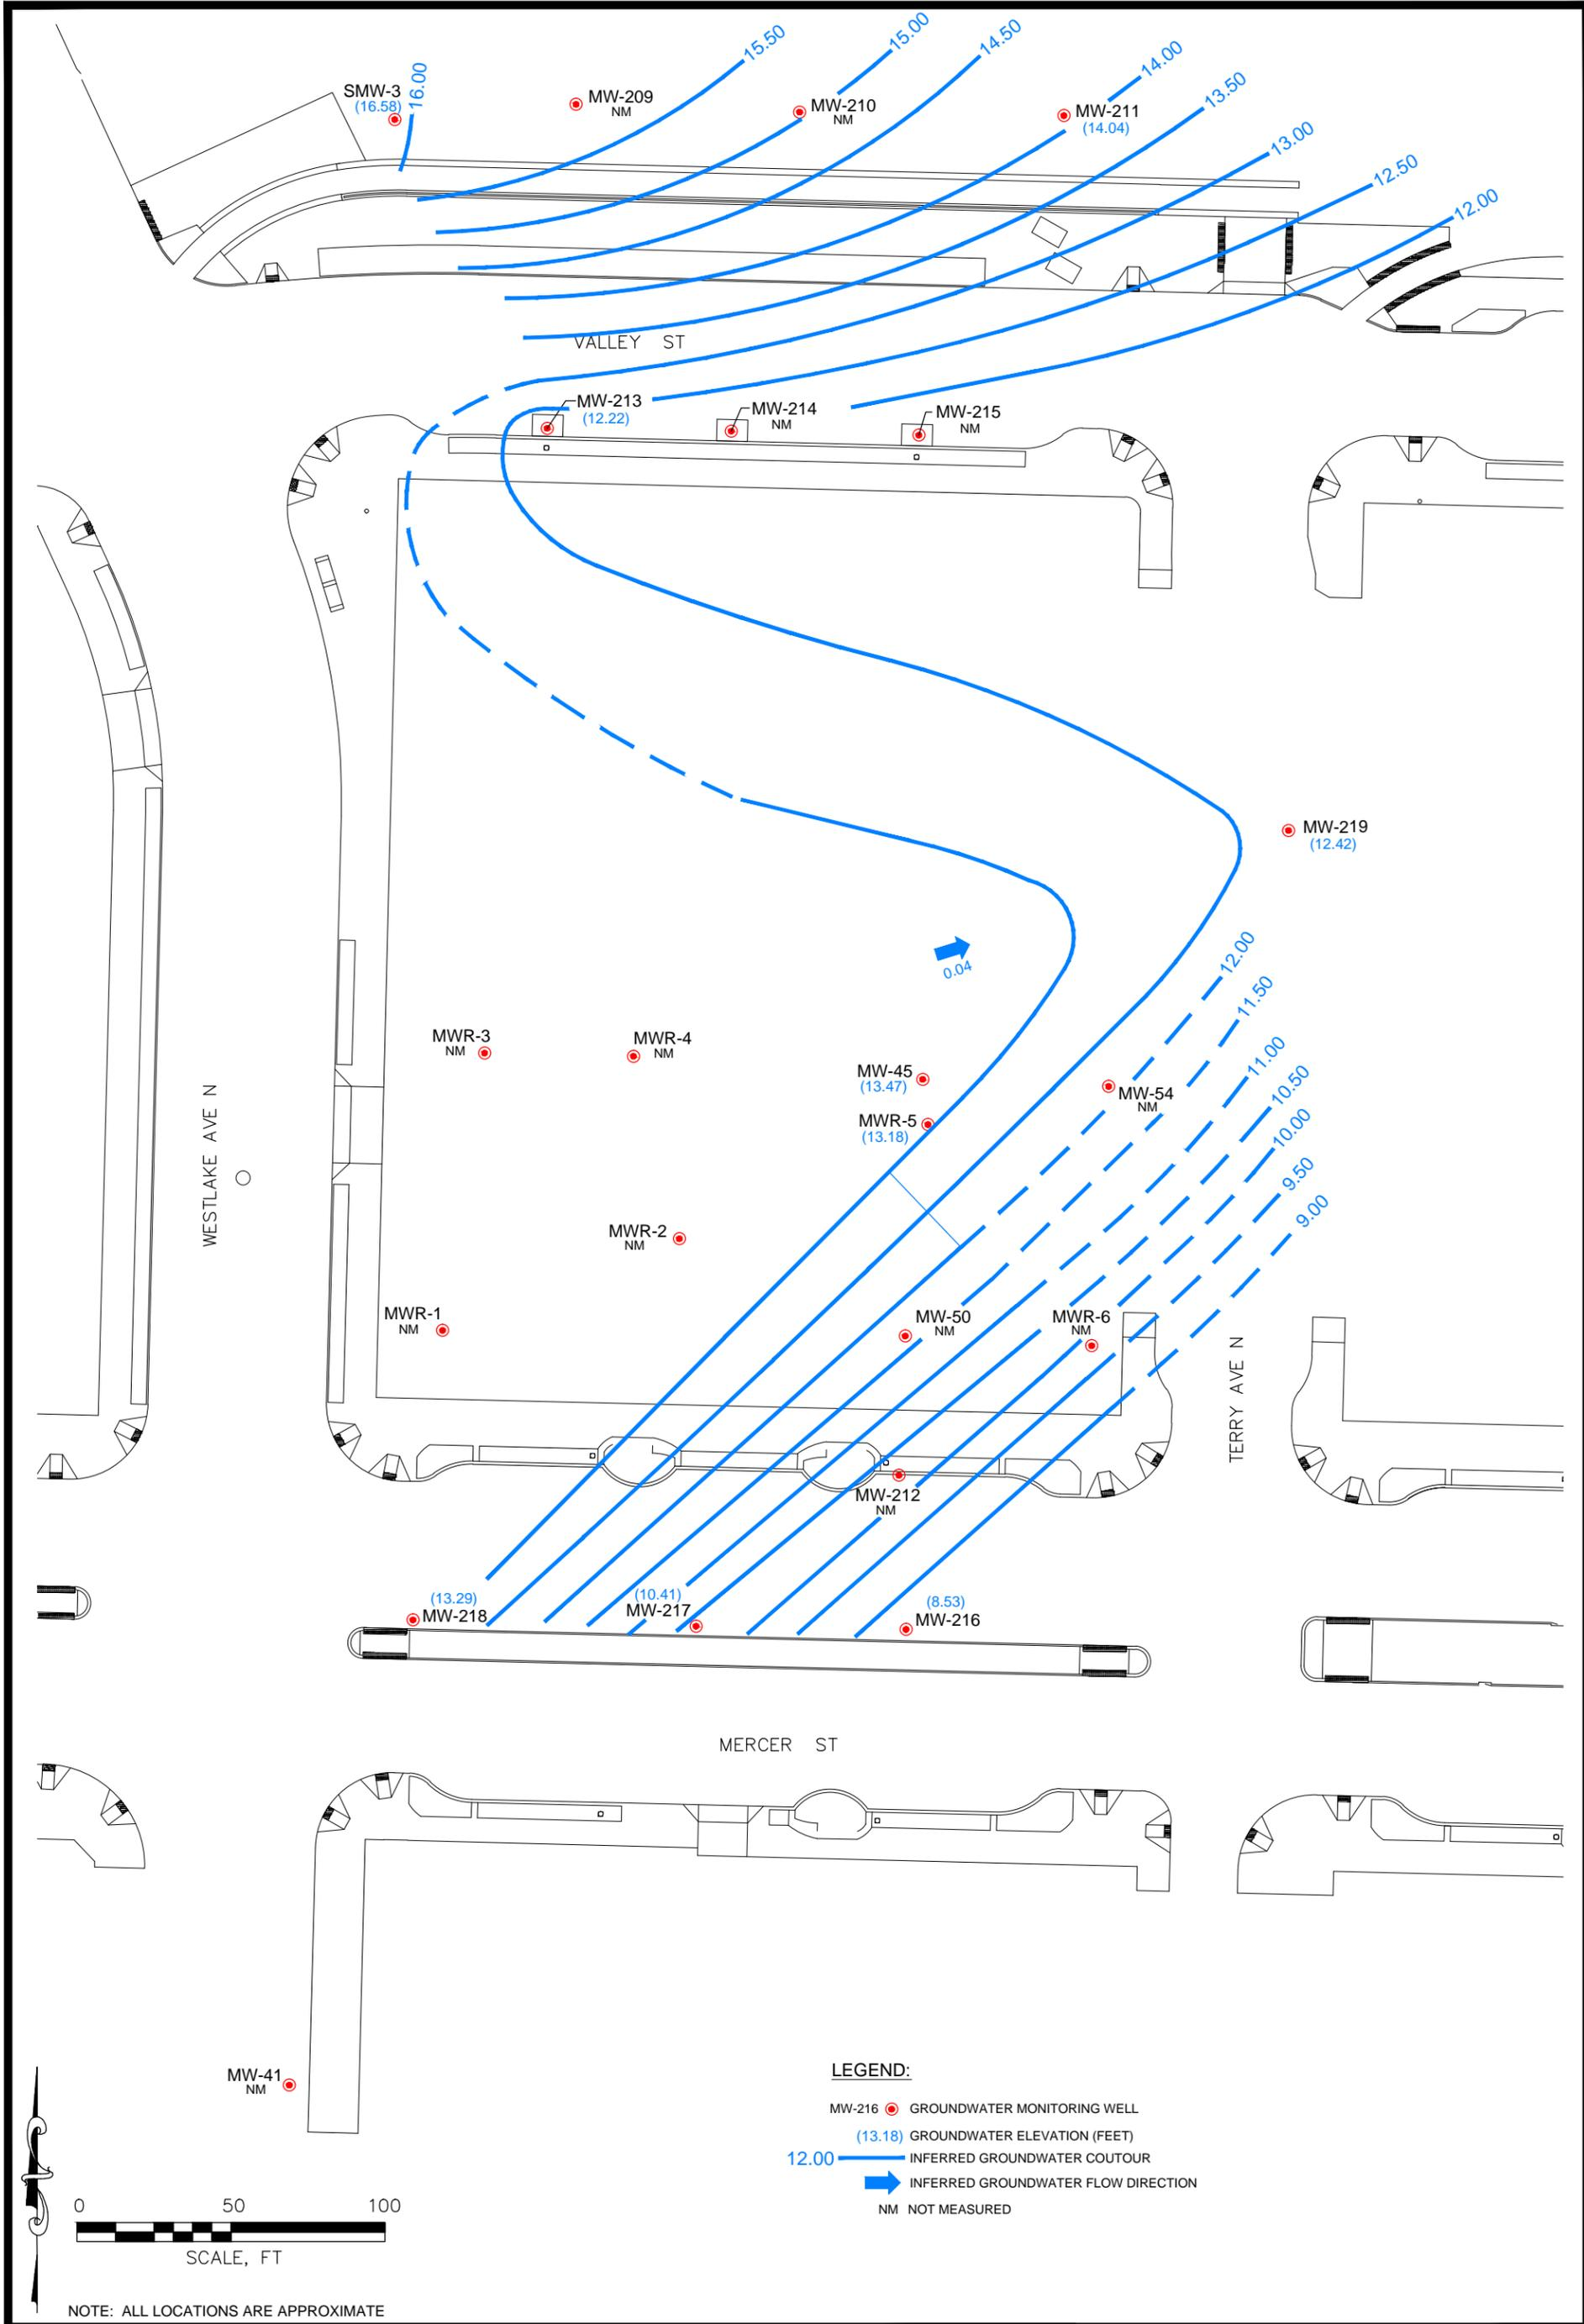 15.50
15.00
14.50
14.00
13.50
13.00
12.50
12.00
16.00
SMW-3
(16.58)
MW-209
NM
MW-210
NM
MW-211
(14.04)
VALLEY ST
MW-213
(12.22)
MW-214
NM
MW-215
NM
MW-219
(12.42)
0.04
12.00
11.50
11.00
10.50
10.00
9.50
9.00
MWR-3
NM
MWR-4
NM
MW-45
(13.47)
MW-54
NM
MWR-5
(13.18)
WESTLAKE AVE N
MWR-2
NM
MWR-1
NM
MW-50
NM
MWR-6
NM
TERRY AVE N
MW-212
NM
(13.29)
MW-218
(10.41)
MW-217
(8.53)
MW-216
MERCER ST
MW-41
NM
LEGEND:
MW-216 GROUNDWATER MONITORING WELL
(13.18) GROUNDWATER ELEVATION (FEET)
12.00 INFERRED GROUNDWATER COUTOUR
INFERRED GROUNDWATER FLOW DIRECTION
NM NOT MEASURED
0 50 100
SCALE, FT
NOTE: ALL LOCATIONS ARE APPROXIMATE